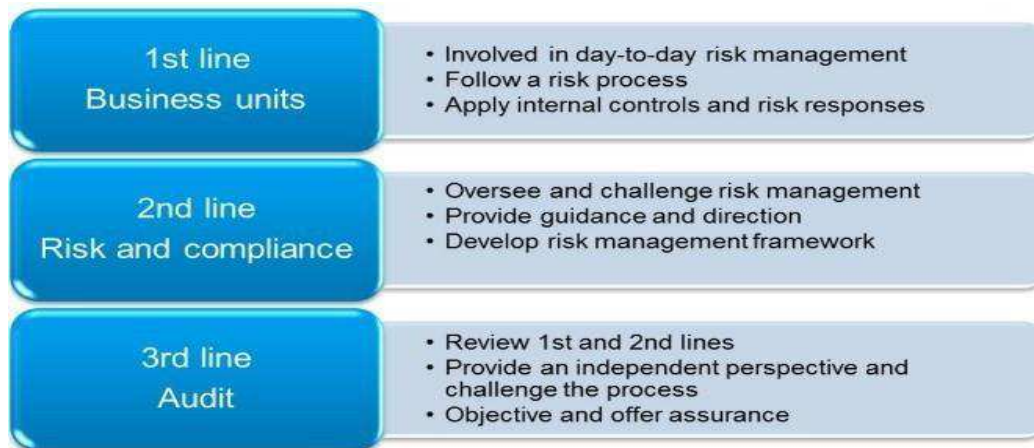 1st line
Business units
• Involved in day-to-day risk management
• Follow a risk process
• Apply internal controls and risk responses
2nd line
Risk and compliance
• Oversee and challenge risk management
• Provide guidance and direction
• Develop risk management framework
3rd line
Audit
• Review 1st and 2nd lines
• Provide an independent perspective and
challenge the process
• Objective and offer assurance